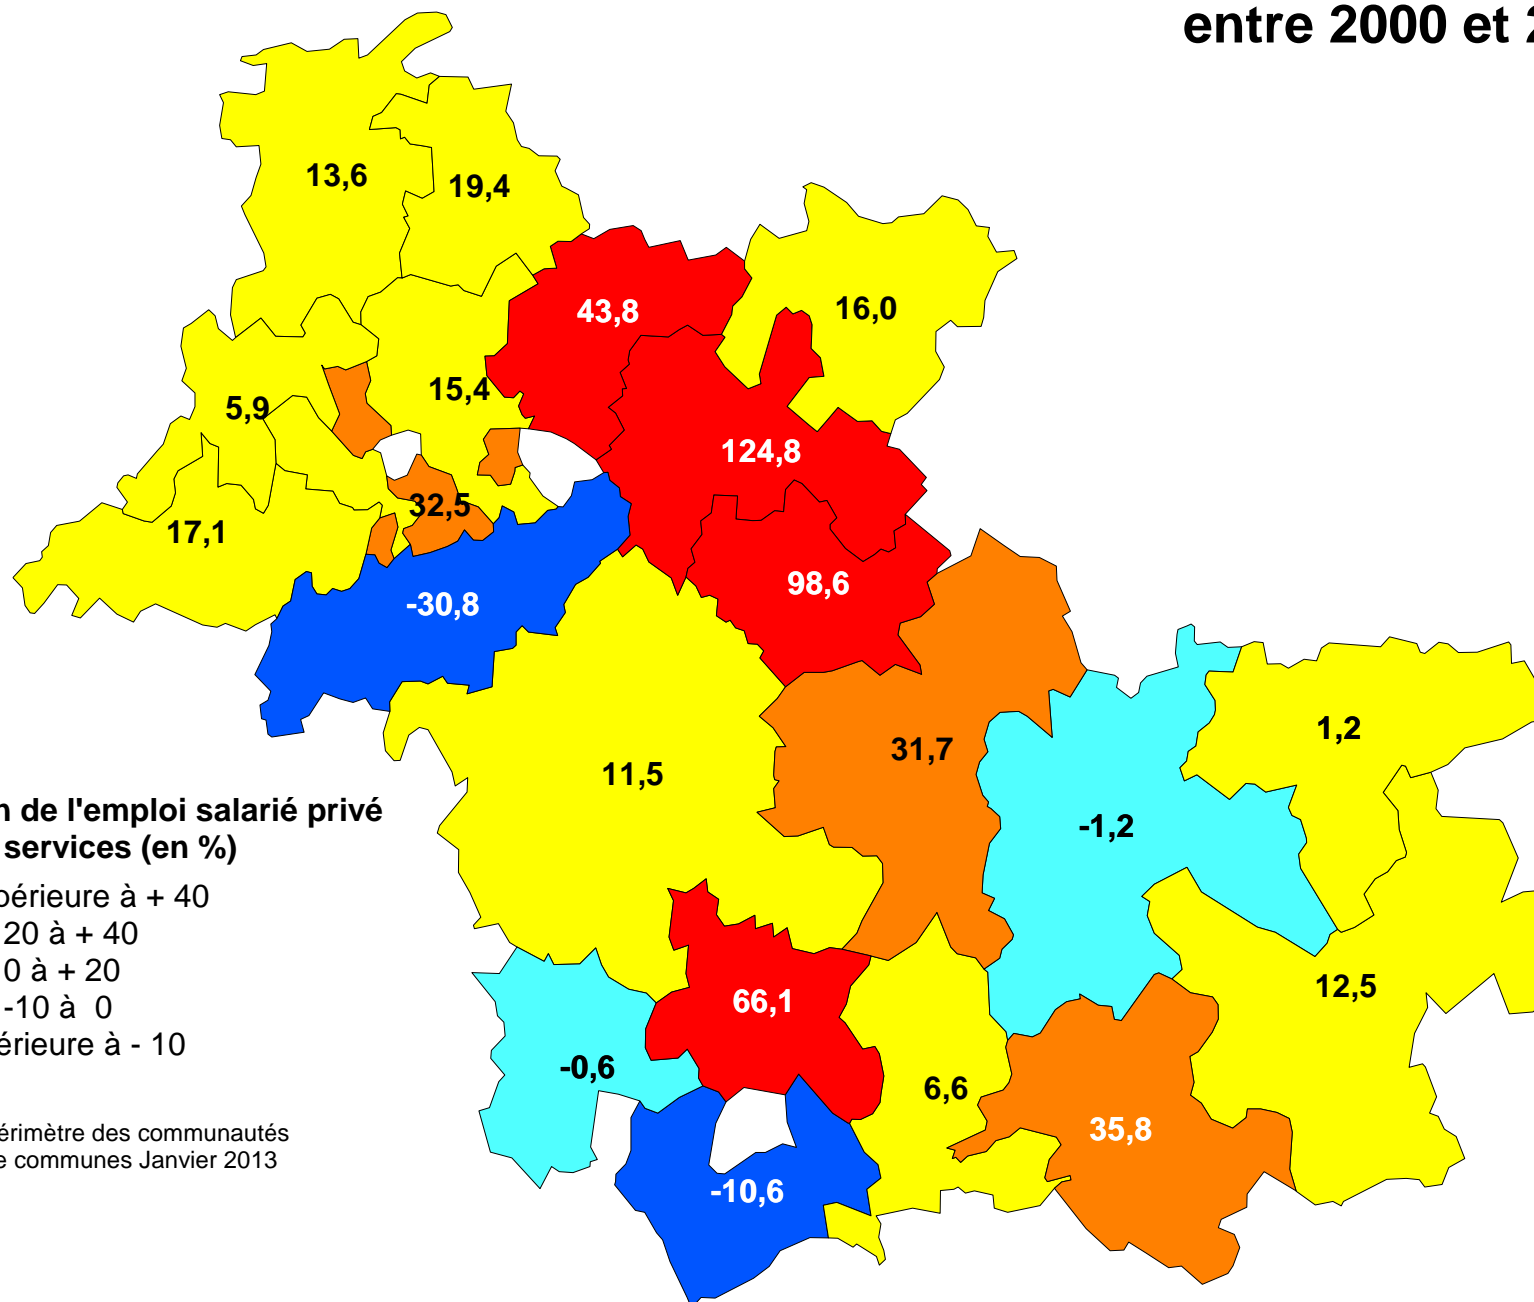 entre 2000 et 2
13,6
19,4
43,8
16,0
15,4
5,9
124,8
32,5
17,1
98,6
-30,8
1,2
31,7
11,5
-1,2
n de l'emploi salarié privé
services (en %)
périeure à + 40
20 à + 40
0 à + 20
-10 à 0
érieure à - 10
12,5
66,1
-0,6
6,6
35,8
érimètre des communautés
e communes Janvier 2013
-10,6